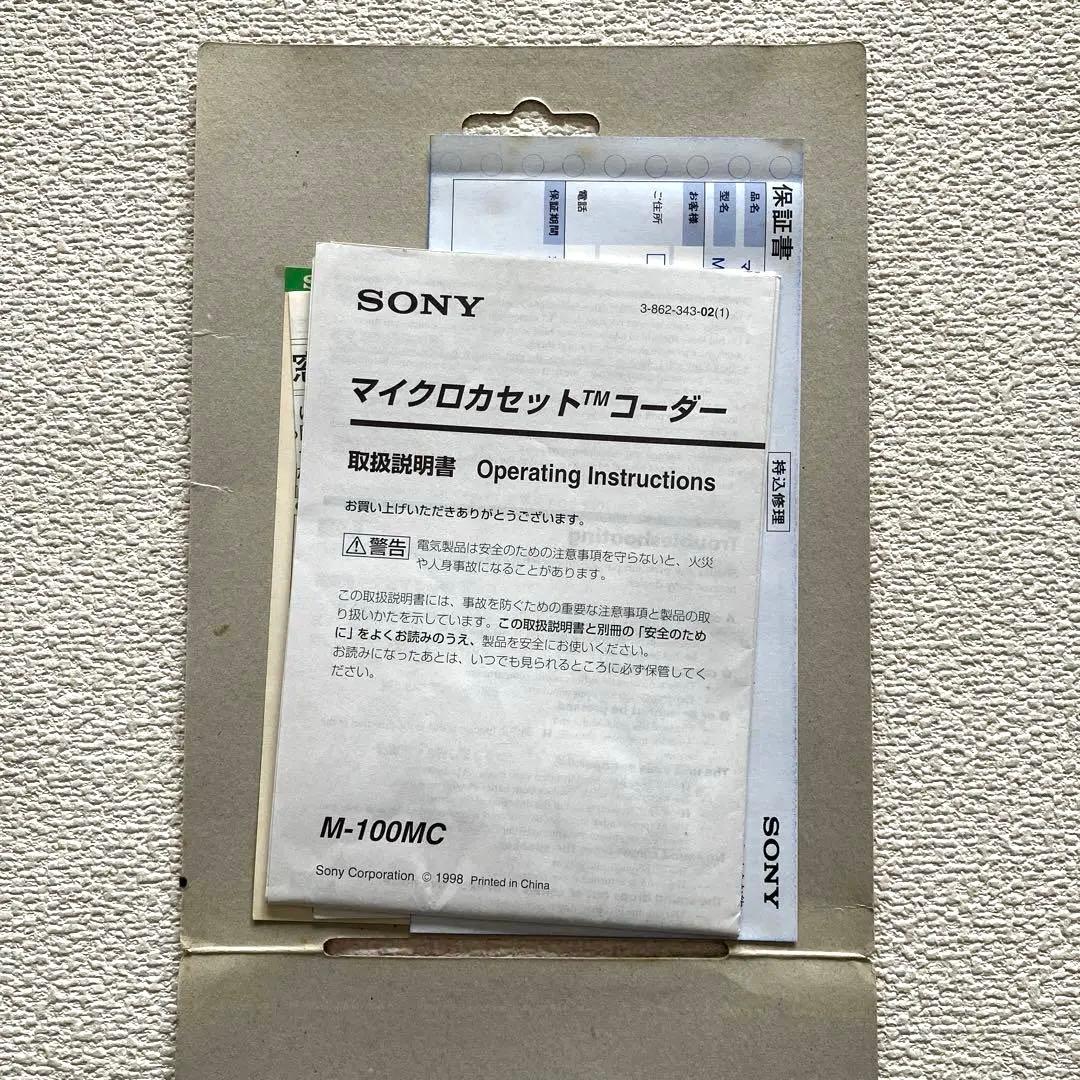 SONY
3-862-343-02(1)
マイクロカセット™コーダー
取扱説明書 Operating Instructions
お買い上げいただきありがとうございます。
警告 電気製品は安全のための注意事項を守らないと、火災
や人身事故になることがあります。
この取扱説明書には、事故を防ぐための重要な注意事項と製品の取
り扱いかたを示しています。この取扱説明書と別冊の「安全のため
に」をよくお読みのうえ、製品を安全にお使いください。
お読みになったあとは、いつでも見られるところに必ず保管してく
ださい。
M-100MC
Sony Corporation © 1998 Printed in China
保証書
品名
マ
型名
M
お客様
ご住所
電話
保証期間
持込修理
SONY